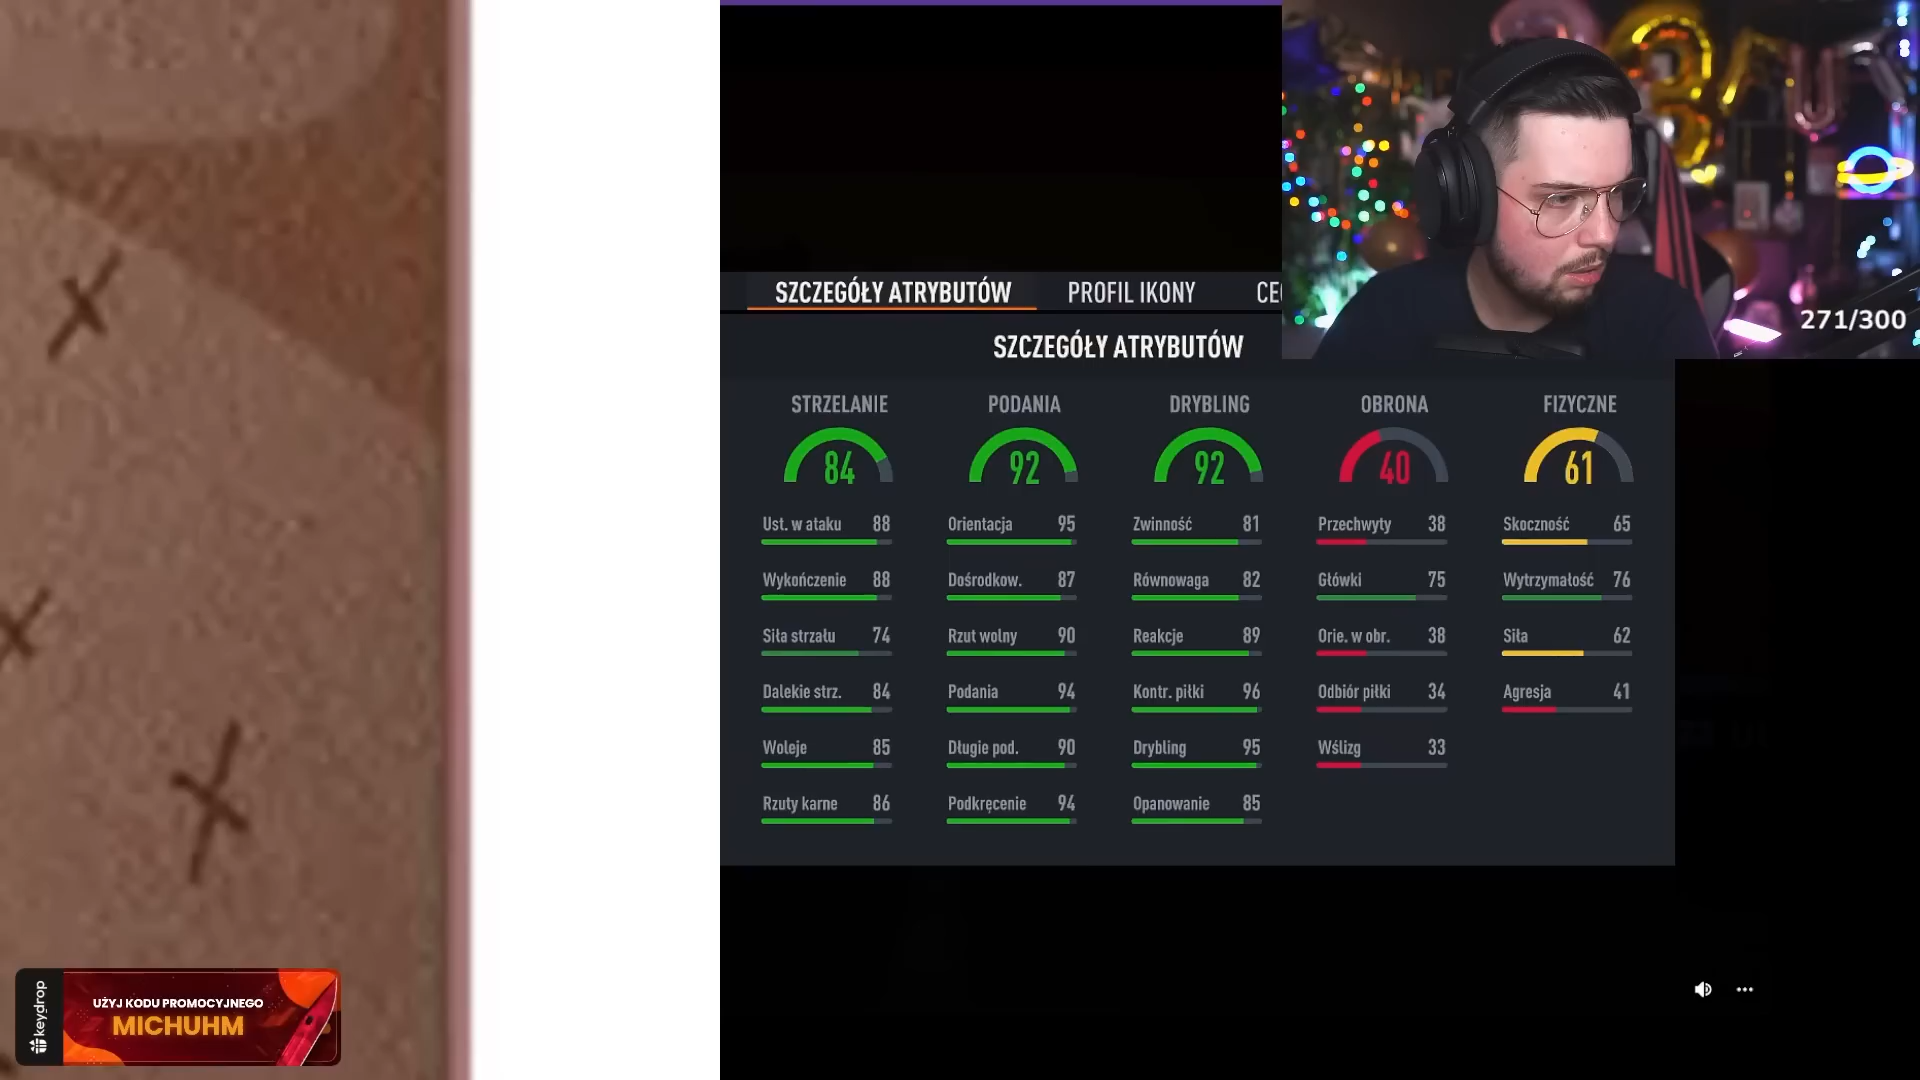 SZCZEGÓŁY ATRYBUTÓW PROFIL IKONY
271/300
SZCZEGÓŁY ATRYBUTÓW
STRZELANIE PODANIA DRYBLING OBRONA FIZYCZNE
84 92 92 40 61
Ust. w ataku 88 Orientacja 95 Zwinność 81 Przechwyty 38 Skoczność 65
Wykończenie 88 Dośrodkow. 87 Równowaga 82 Główki 75 Wytrzymałość 76
Siła strzału 74 Rzut wolny 90 Reakcje 89 Orie. w obr. 38 Siła 62
Dalekie strz. 84 Podania 94 Kontr. piłki 96 Odbiór piłki 34 Agresja 41
Woleje 85 Długie pod. 90 Drybling 95 Wślizg 33
Rzuty karne 86 Podkręcenie 94 Opanowanie 85
keydrop
UŻYJ KODU PROMOCYJNEGO
MICHUHM